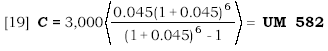 [19] C = 3,000 (0.045(1 + 0.045)^6 / (1 + 0.045)^6 - 1) = UM 582